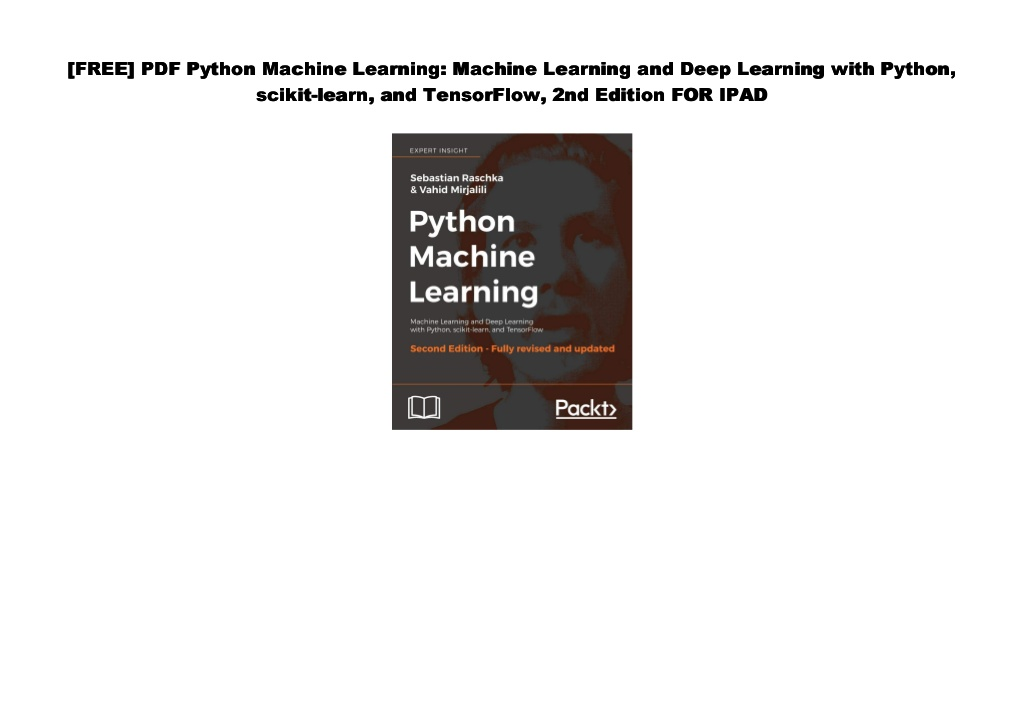 [FREE] PDF Python Machine Learning: Machine Learning and Deep Learning with Python,
scikit-learn, and TensorFlow, 2nd Edition FOR IPAD
EXPERT INSIGHT
Sebastian Raschka
& Vahid Mirjalili
Python
Machine
Learning
Machine Learning and Deep Learning
with Python, scikit-learn, and TensorFlow
Second Edition - Fully revised and updated
Packt>